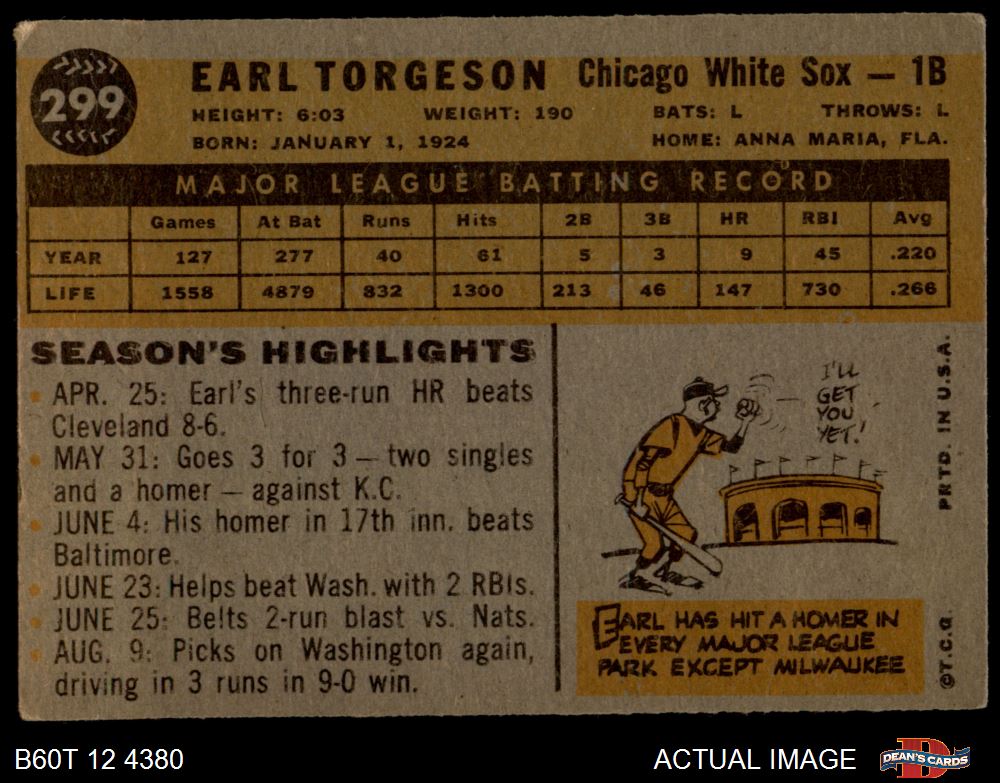 299
EARL TORGESON Chicago White Sox — 1B
HEIGHT: 6:03 WEIGHT: 190 BATS: L THROWS: L
BORN: JANUARY 1, 1924 HOME: ANNA MARIA, FLA.
MAJOR LEAGUE BATTING RECORD
Games At Bat Runs Hits 2B 3B HR RBI Avg
YEAR 127 277 40 61 5 3 9 45 .220
LIFE 1558 4879 832 1300 213 46 147 730 .266
SEASON'S HIGHLIGHTS
APR. 25: Earl's three-run HR beats
Cleveland 8-6.
MAY 31: Goes 3 for 3 — two singles
and a homer — against K.C.
JUNE 4: His homer in 17th inn. beats
Baltimore.
JUNE 23: Helps beat Wash. with 2 RBIs.
JUNE 25: Belts 2-run blast vs. Nats.
AUG. 9: Picks on Washington again,
driving in 3 runs in 9-0 win.
I'LL
GET
YOU
YET!
EARL HAS HIT A HOMER IN
EVERY MAJOR LEAGUE
PARK EXCEPT MILWAUKEE
PRTD. IN U.S.A.
©T.C.G.
B60T 12 4380
ACTUAL IMAGE
DEAN'S CARDS